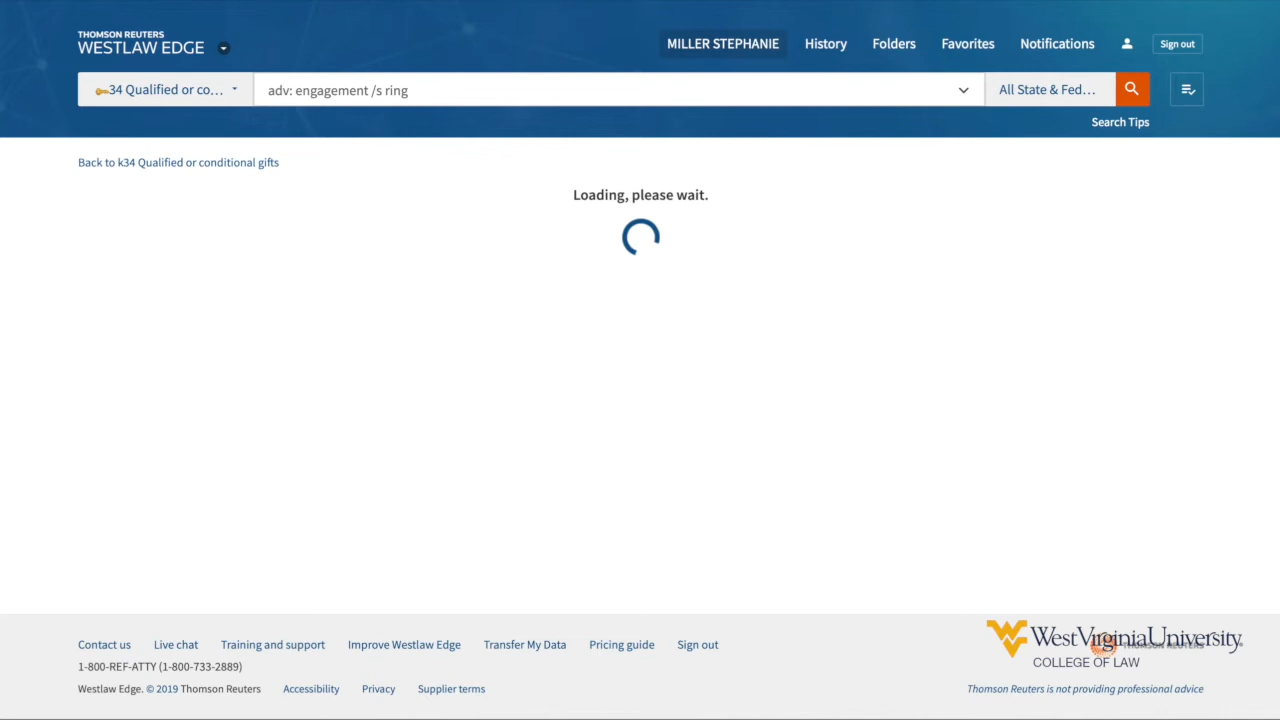 THOMSON REUTERS
WESTLAW EDGE
MILLER STEPHANIE History Folders Favorites Notifications Sign out
34 Qualified or co... adv: engagement /s ring All State & Fed...
Search Tips
Back to k34 Qualified or conditional gifts
Loading, please wait.
Contact us Live chat Training and support Improve Westlaw Edge Transfer My Data Pricing guide Sign out
1-800-REF-ATTY (1-800-733-2889)
Westlaw Edge. © 2019 Thomson Reuters Accessibility Privacy Supplier terms
WestVirginiaUniversity.
THOMSON REUTERS
COLLEGE OF LAW
Thomson Reuters is not providing professional advice